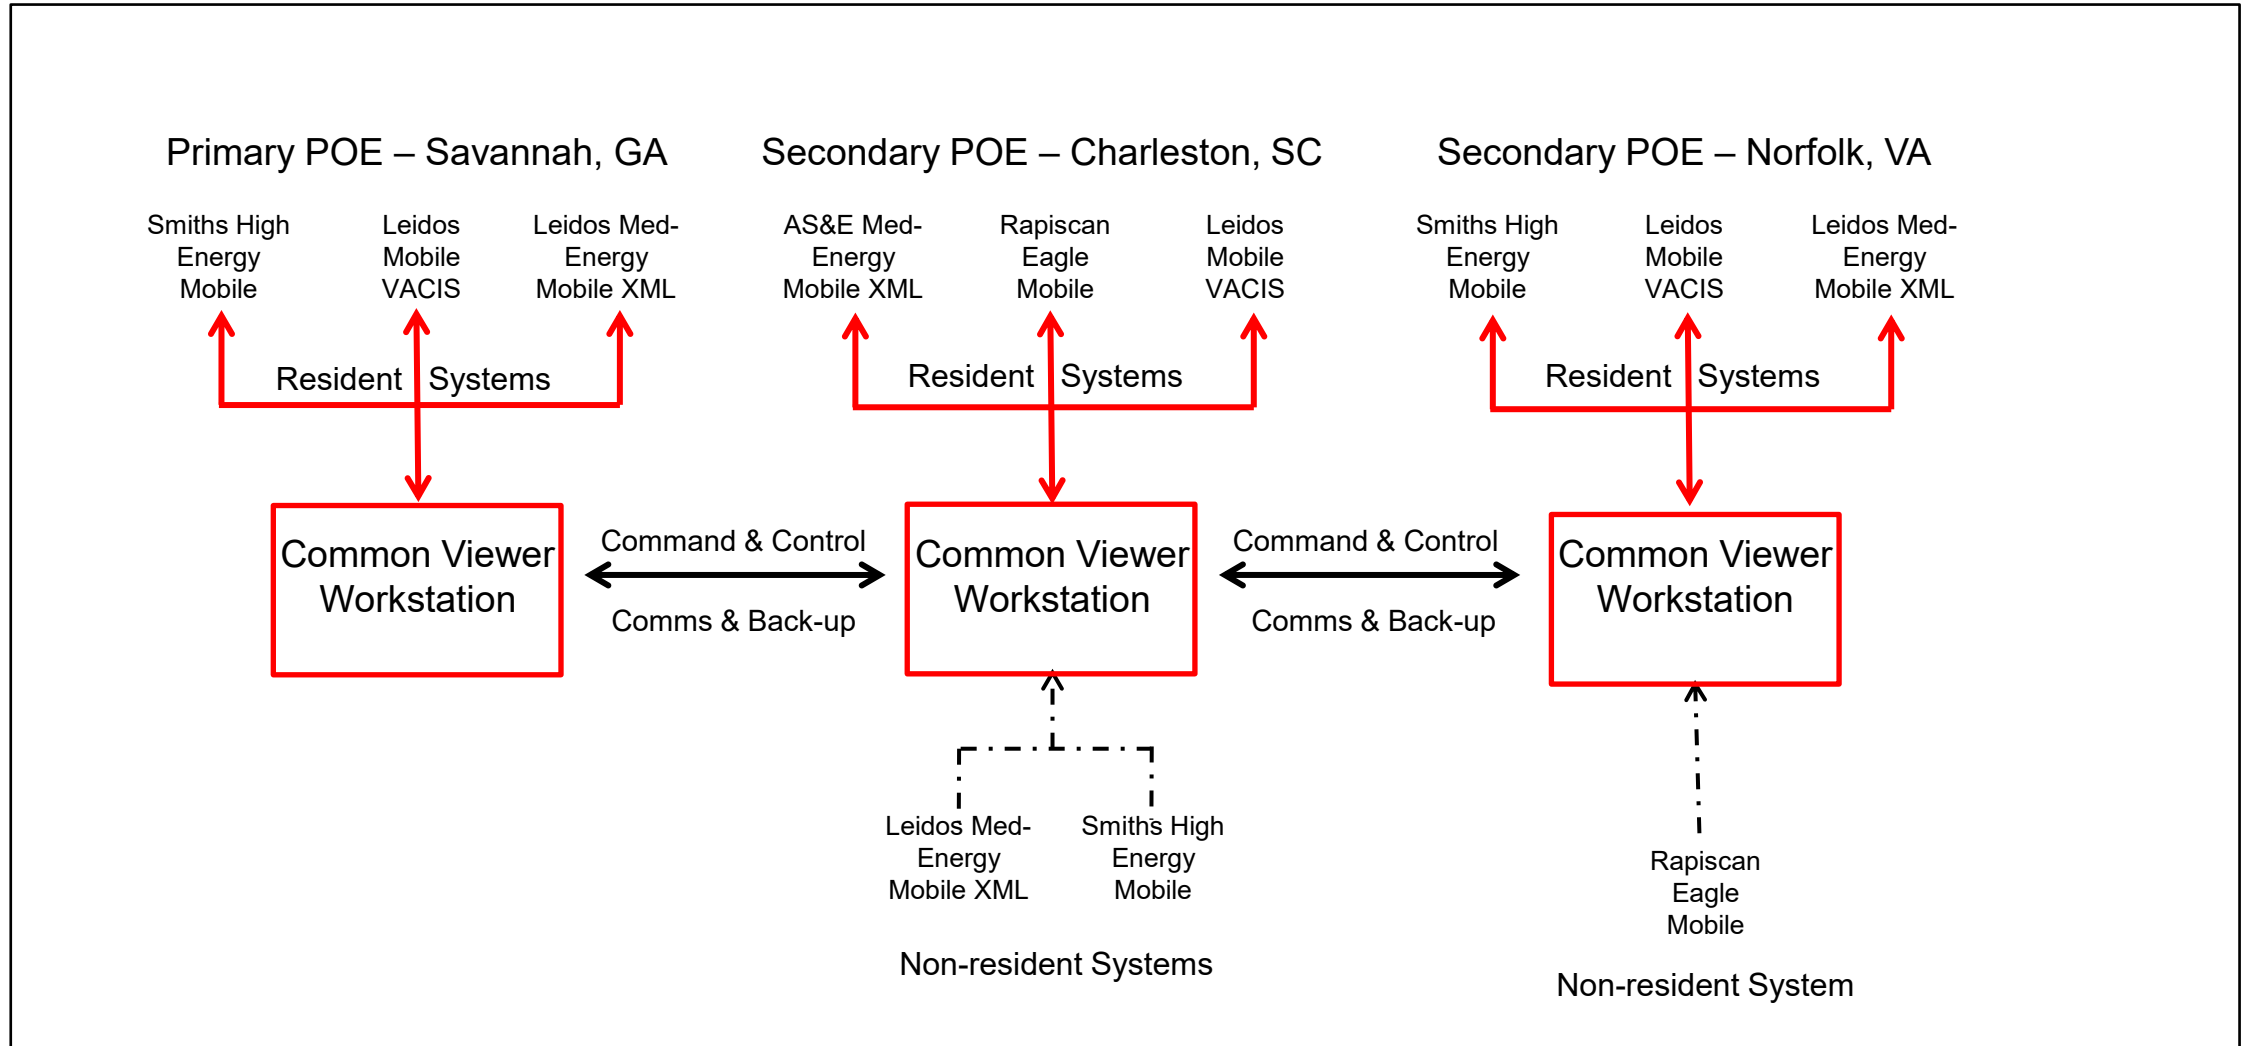 Primary POE – Savannah, GA
Smiths High
Energy
Mobile
Leidos
Mobile
VACIS
Leidos Med-
Energy
Mobile XML
Resident Systems
Common Viewer
Workstation
Command & Control
Comms & Back-up
Secondary POE – Charleston, SC
AS&E Med-
Energy
Mobile XML
Rapiscan
Eagle
Mobile
Leidos
Mobile
VACIS
Resident Systems
Common Viewer
Workstation
Leidos Med-
Energy
Mobile XML
Smiths High
Energy
Mobile
Non-resident Systems
Command & Control
Comms & Back-up
Secondary POE – Norfolk, VA
Smiths High
Energy
Mobile
Leidos
Mobile
VACIS
Leidos Med-
Energy
Mobile XML
Resident Systems
Common Viewer
Workstation
Rapiscan
Eagle
Mobile
Non-resident System